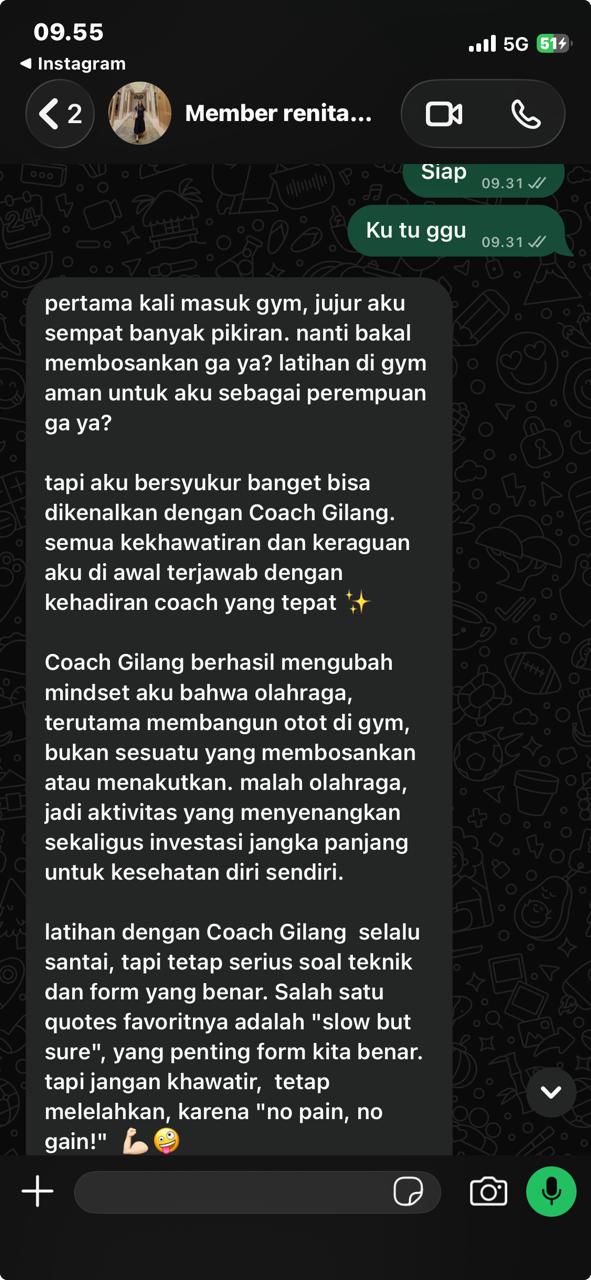 09.55
5G
51
◀ Instagram
2
Member renita...
Siap
09.31
Ku tu ggu
09.31
pertama kali masuk gym, jujur aku
sempat banyak pikiran. nanti bakal
membosankan ga ya? latihan di gym
aman untuk aku sebagai perempuan
ga ya?
tapi aku bersyukur banget bisa
dikenalkan dengan Coach Gilang.
semua kekhawatiran dan keraguan
aku di awal terjawab dengan
kehadiran coach yang tepat ✨
Coach Gilang berhasil mengubah
mindset aku bahwa olahraga,
terutama membangun otot di gym,
bukan sesuatu yang membosankan
atau menakutkan. malah olahraga,
jadi aktivitas yang menyenangkan
sekaligus investasi jangka panjang
untuk kesehatan diri sendiri.
latihan dengan Coach Gilang  selalu
santai, tapi tetap serius soal teknik
dan form yang benar. Salah satu
quotes favoritnya adalah "slow but
sure", yang penting form kita benar.
tapi jangan khawatir,  tetap
melelahkan, karena "no pain, no
gain!"  💪🏻🤪